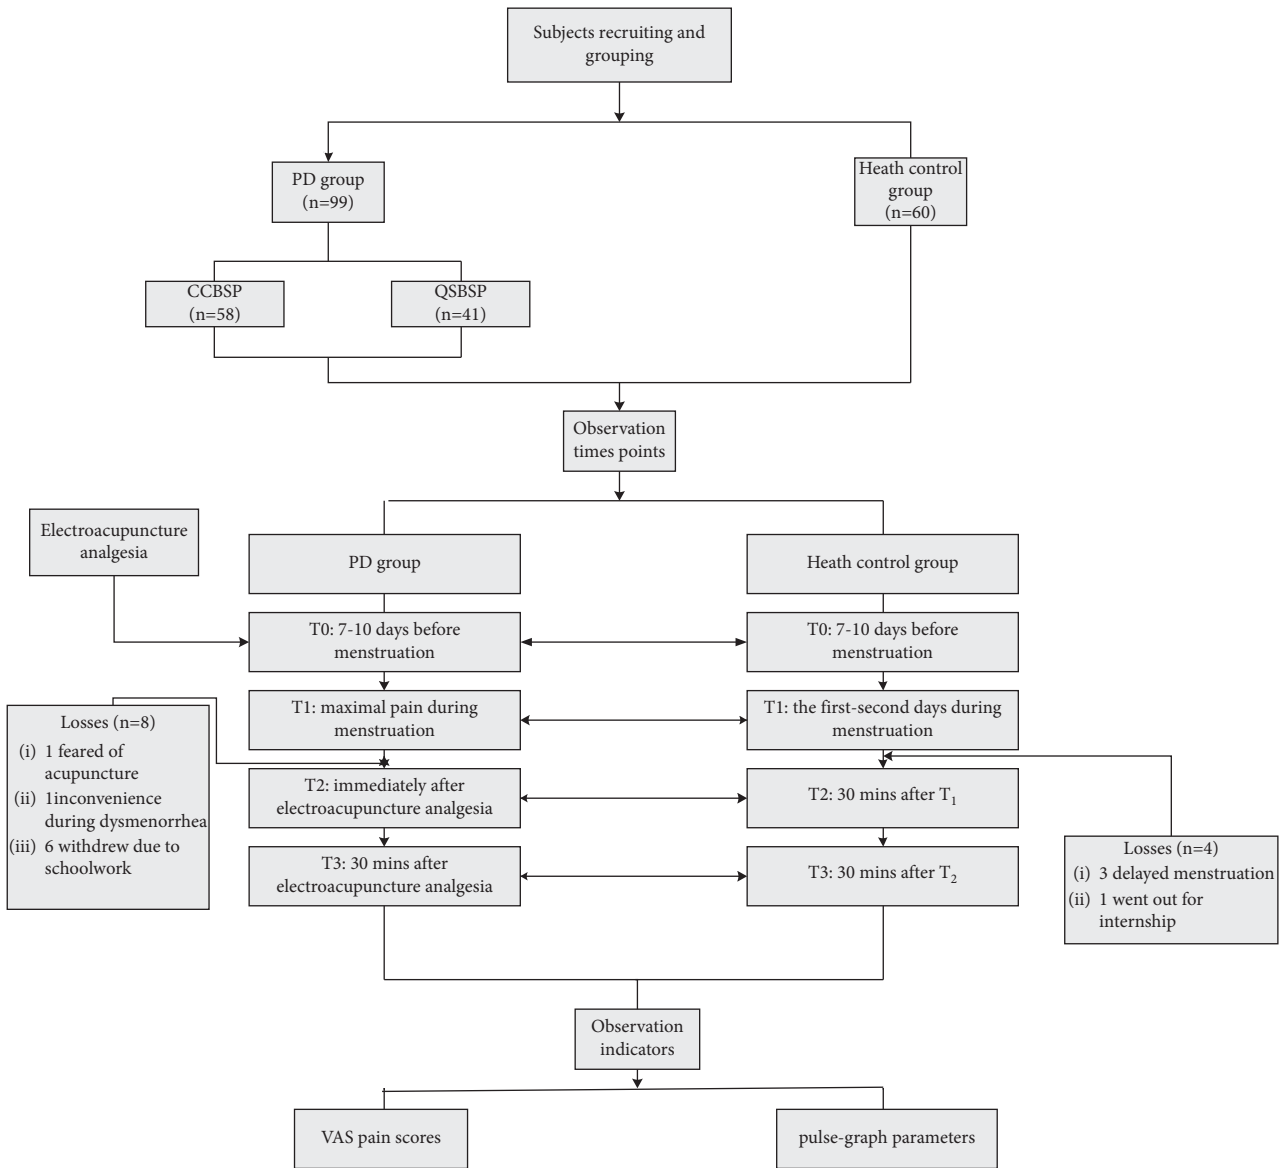 Subjects recruiting and
grouping
PD group
(n=99)
Heath control
group
(n=60)
CCBSP
(n=58)
QSBSP
(n=41)
Observation
times points
Electroacupuncture
analgesia
PD group
Heath control group
T0: 7-10 days before
menstruation
T0: 7-10 days before
menstruation
T1: maximal pain during
menstruation
T1: the first-second days during
menstruation
Losses (n=8)
(i) 1 feared of
acupuncture
(ii) 1inconvenience
during dysmenorrhea
(iii) 6 withdrew due to
schoolwork
T2: immediately after
electroacupuncture analgesia
T2: 30 mins after T1
T3: 30 mins after
electroacupuncture analgesia
T3: 30 mins after T2
Losses (n=4)
(i) 3 delayed menstruation
(ii) 1 went out for
internship
Observation
indicators
VAS pain scores
pulse-graph parameters